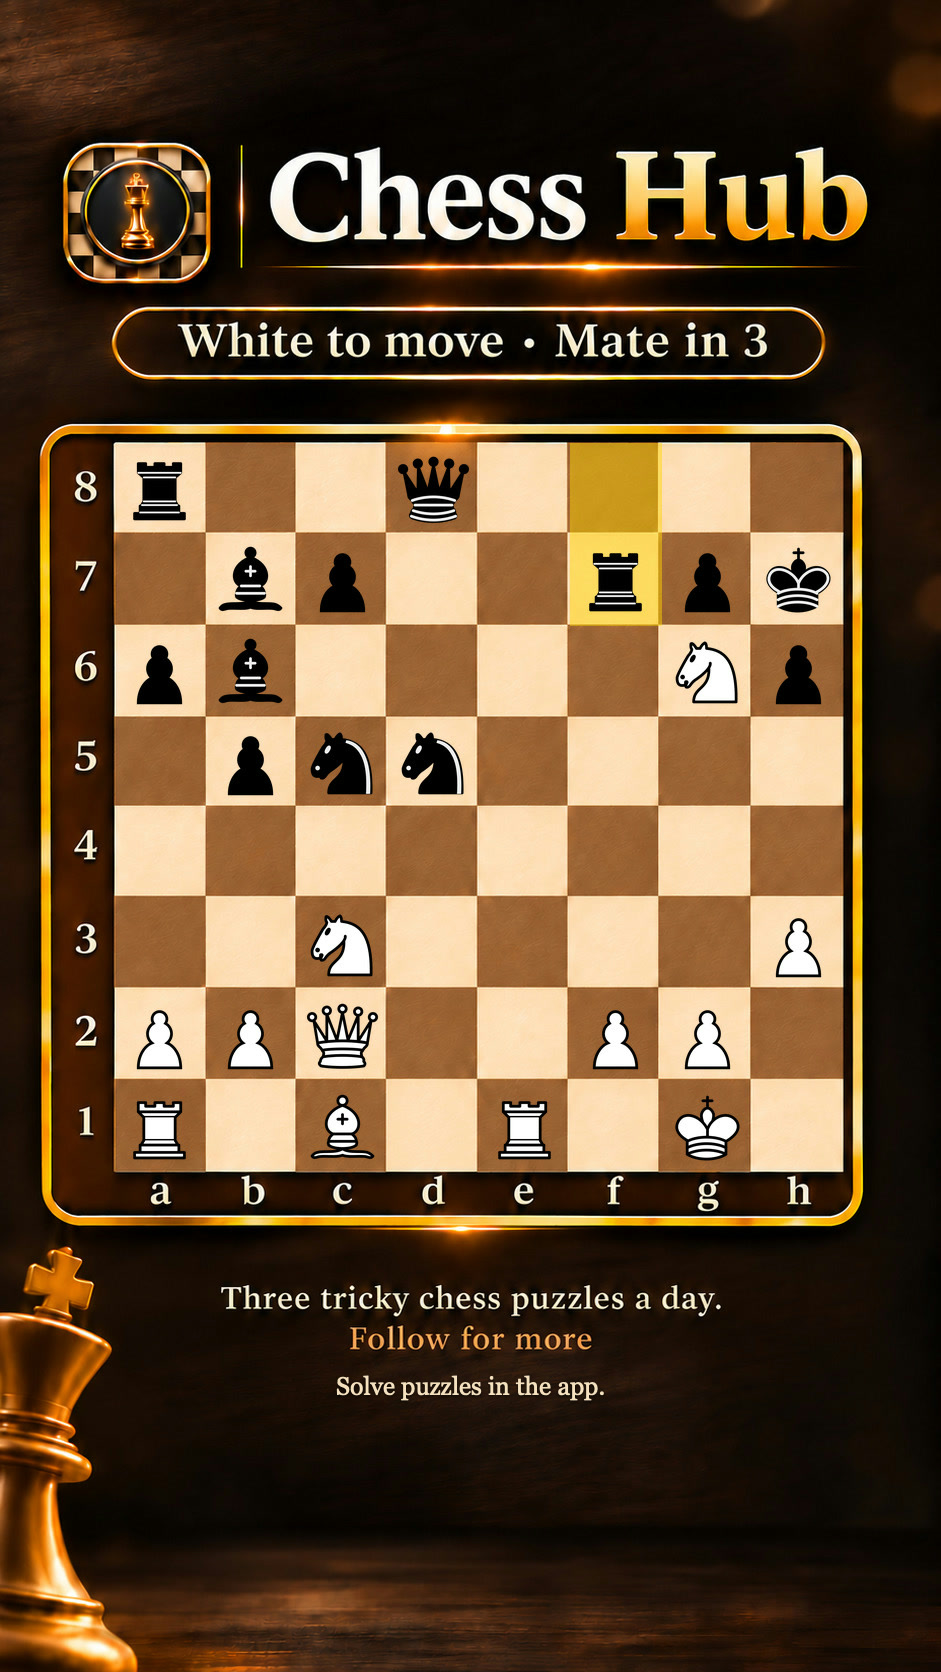 Chess Hub
White to move • Mate in 3
8
7
6
5
4
3
2
1
a b c d e f g h
Three tricky chess puzzles a day.
Follow for more
Solve puzzles in the app.